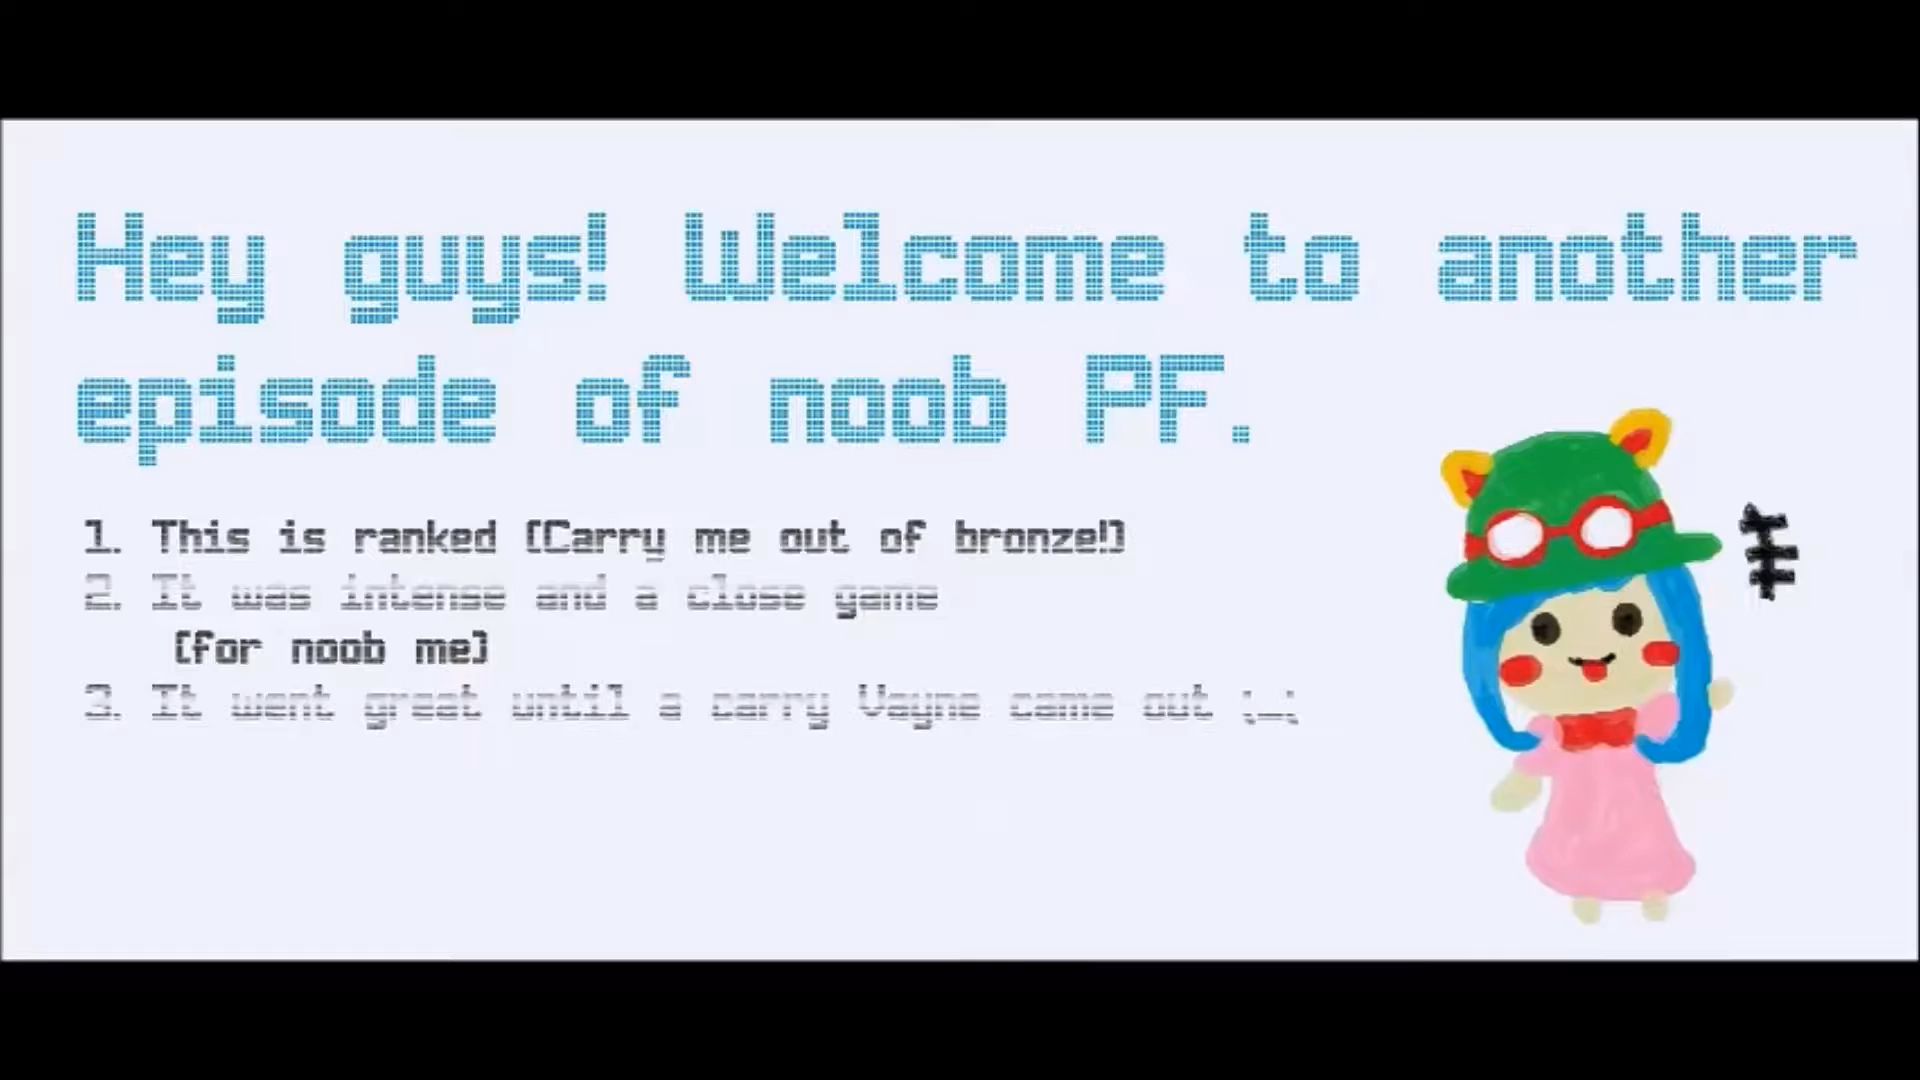 Hey guys! Welcome to another
episode of noob PF.
1. This is ranked (Carry me out of bronze!)
2. It was intense and a close game
(for noob me)
3. It went great until a carry Vayne came out ;_;